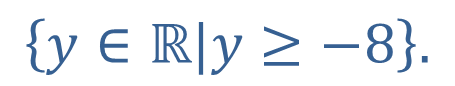 {y ∈ ℝ|y ≥ −8}.